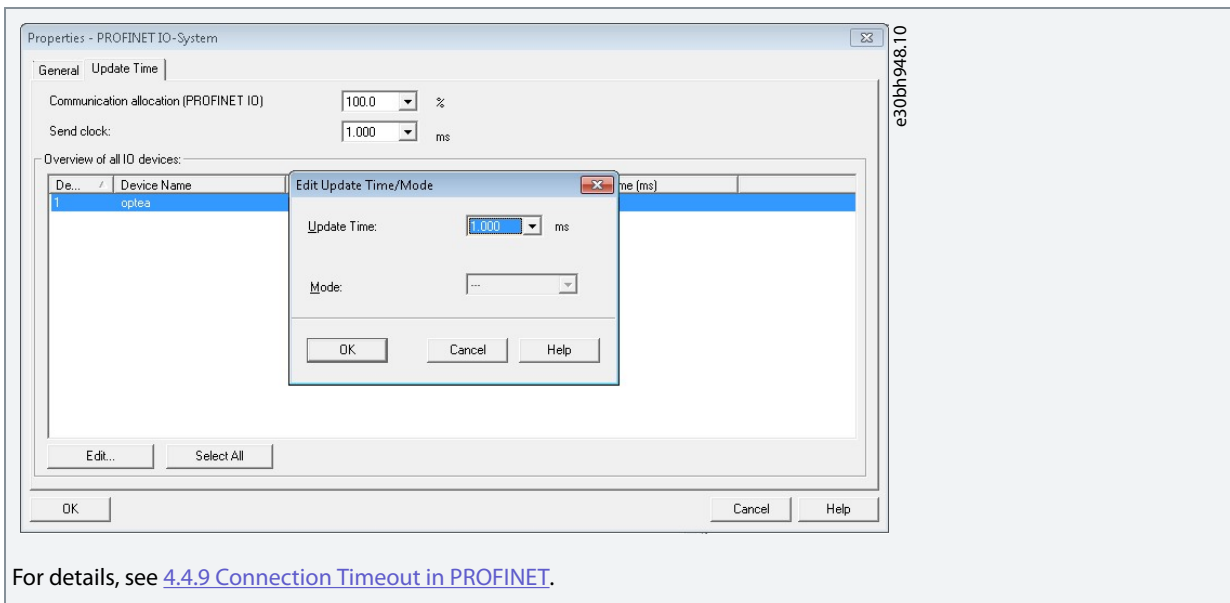 Properties - PROFINET IO-System
General Update Time
Communication allocation (PROFINET IO) 100.0 %
Send clock: 1.000 ms
Overview of all IO devices:
De... Device Name me (ms)
1 optea
Edit Update Time/Mode
Update Time: 1.000 ms
Mode: ---
OK Cancel Help
Edit... Select All
OK Cancel Help
e30bh948.10
For details, see 4.4.9 Connection Timeout in PROFINET.